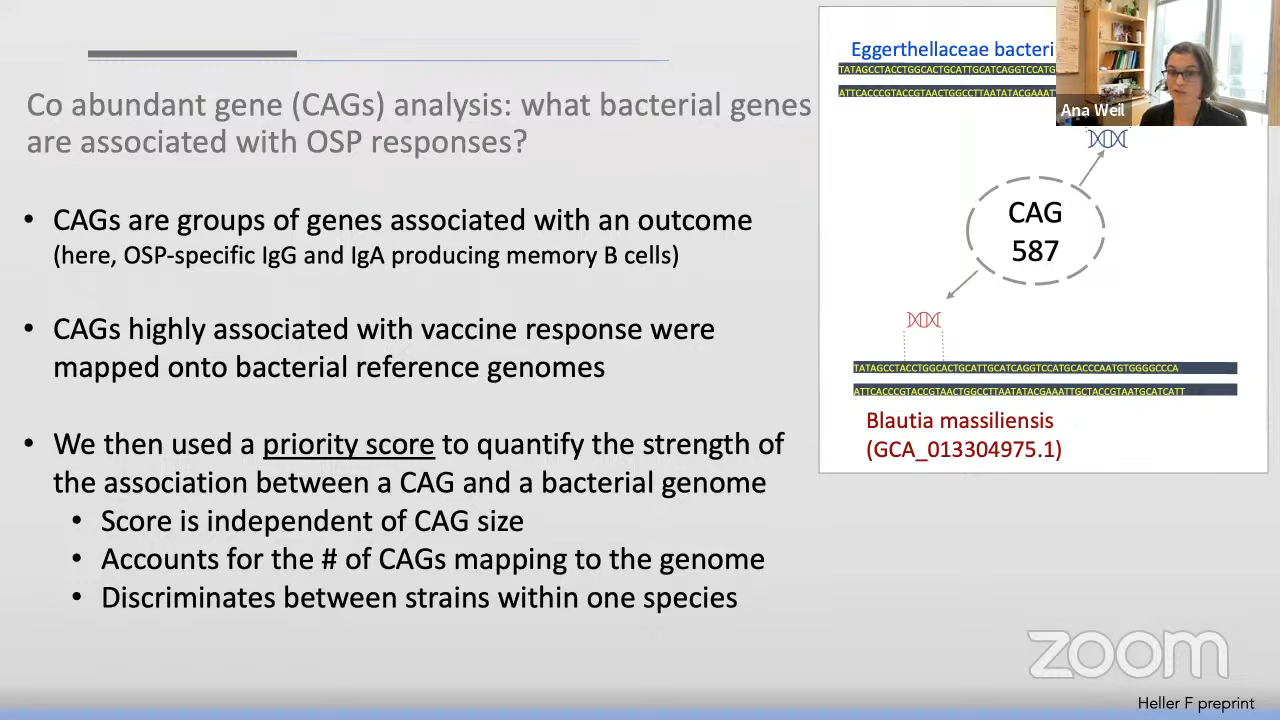 Co abundant gene (CAGs) analysis: what bacterial genes
are associated with OSP responses?
• CAGs are groups of genes associated with an outcome
(here, OSP-specific IgG and IgA producing memory B cells)
• CAGs highly associated with vaccine response were
mapped onto bacterial reference genomes
• We then used a priority score to quantify the strength of
the association between a CAG and a bacterial genome
• Score is independent of CAG size
• Accounts for the # of CAGs mapping to the genome
• Discriminates between strains within one species
Eggerthellaceae bacteri
TATAGCCTACCTGGCACTGCATTGCATCAGGTCCATG
ATTCACCCGTACCGTAACTGGCCTTAATATACGAAAT
Ana Weil
CAG
587
TATAGCCTACCTGGCACTGCATTGCATCAGGTCCATGCACCCAATGTGGGGCCCA
ATTCACCCGTACCGTAACTGGCCTTAATATACGAAATTGCTACCGTAATGCATCATT
Blautia massiliensis
(GCA_013304975.1)
zoom
Heller F preprint